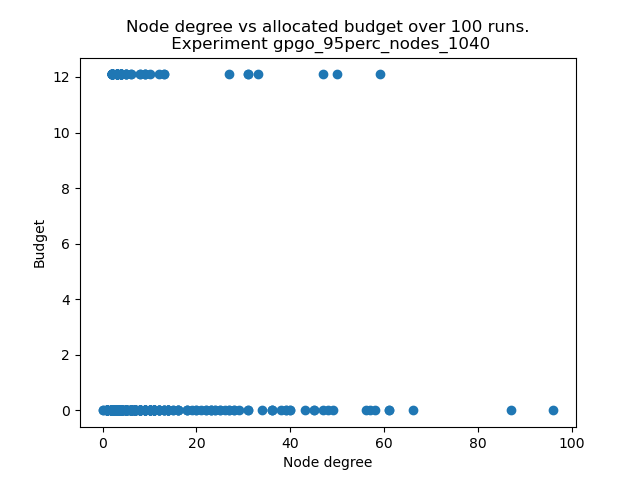 Node degree vs allocated budget over 100 runs.
Experiment gpgo_95perc_nodes_1040
12
10
8
6
4
2
0
Budget
0 20 40 60 80 100
Node degree